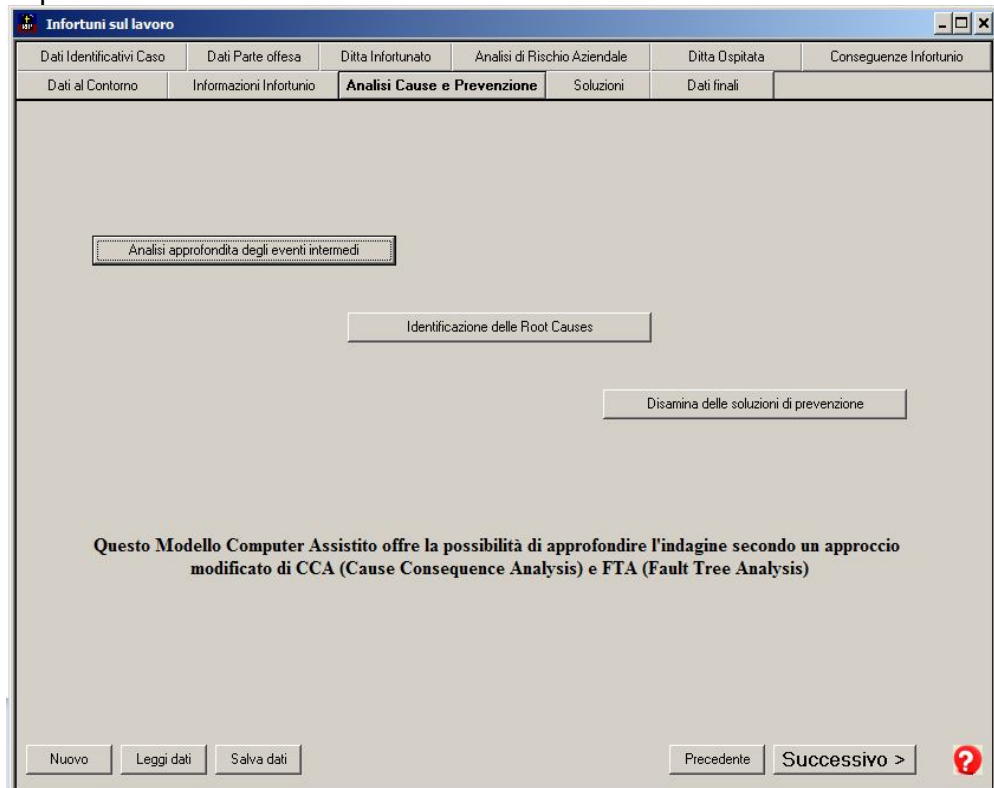 Infortuni sul lavoro
Dati Identificativi Caso Dati Parte offesa Ditta Infortunato Analisi di Rischio Aziendale Ditta Ospitata Conseguenze Infortunio
Dati al Contorno Informazioni Infortunio Analisi Cause e Prevenzione Soluzioni Dati finali
Analisi approfondita degli eventi intermedi
Identificazione delle Root Causes
Disamina delle soluzioni di prevenzione
Questo Modello Computer Assistito offre la possibilità di approfondire l'indagine secondo un approccio
modificato di CCA (Cause Consequence Analysis) e FTA (Fault Tree Analysis)
Nuovo Leggi dati Salva dati Precedente Successivo > ?